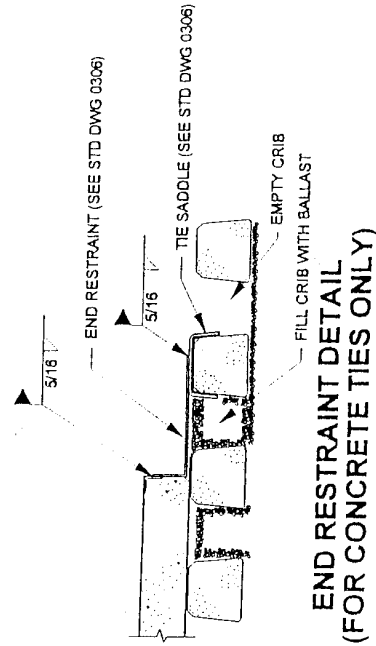 5/16
END RESTRAINT (SEE STD DWG 0306)
5/16
TIE SADDLE (SEE STD DWG 0306)
EMPTY CRIB
FILL CRIB WITH BALLAST
END RESTRAINT DETAIL
(FOR CONCRETE TIES ONLY)